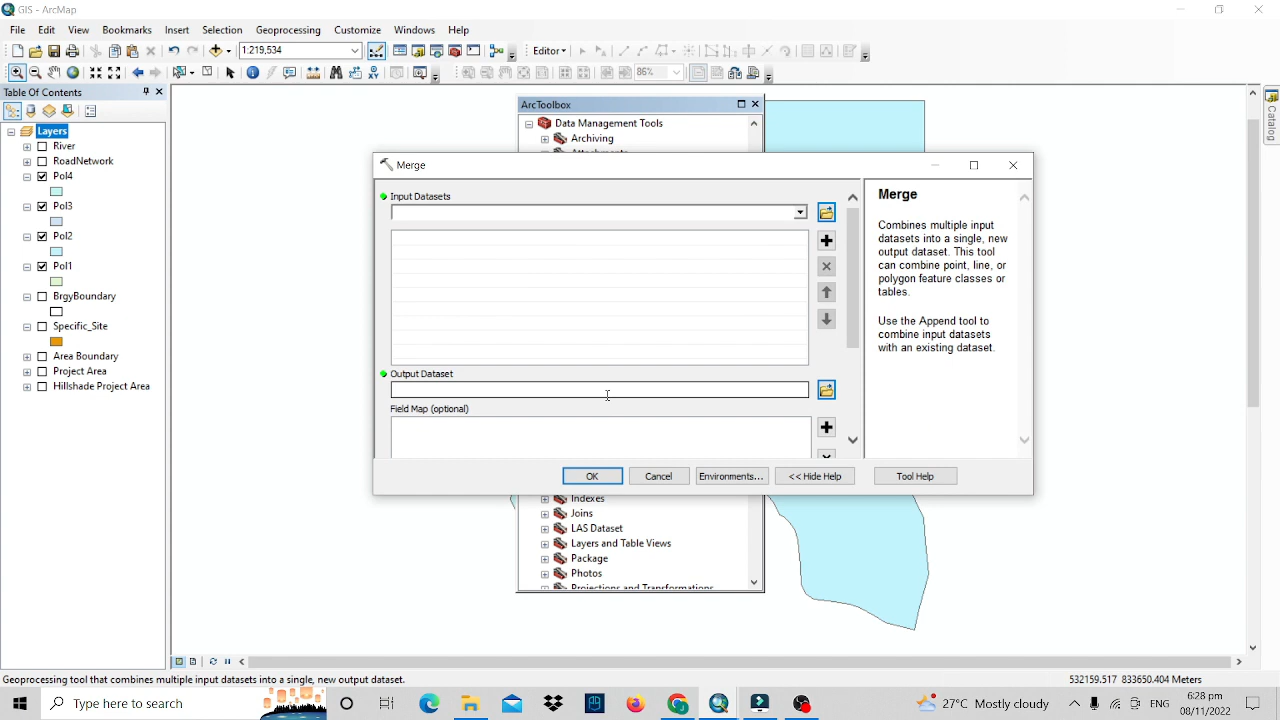 GIS - ArcMap
File Edit View Bookmarks Insert Selection Geoprocessing Customize Windows Help
1:219,534
Editor
86%
Table Of Contents
Layers
River
RoadNetwork
Pol4
Pol3
Pol2
Pol1
BrgyBoundary
Specific_Site
Area Boundary
Project Area
Hillshade Project Area
ArcToolbox
Data Management Tools
Archiving
Merge
Input Datasets
Output Dataset
Field Map (optional)
OK Cancel Environments... << Hide Help Tool Help
Merge
Combines multiple input
datasets into a single, new
output dataset. This tool
can combine point, line, or
polygon feature classes or
tables.
Use the Append tool to
combine input datasets
with an existing dataset.
Indexes
Joins
LAS Dataset
Layers and Table Views
Package
Photos
Projections and Transformations
Catalog
Geoprocessing tool that combines multiple input datasets into a single, new output dataset.
532159.517 833650.404 Meters
Type here to search
27°C Mostly cloudy
ENG
6:28 pm
08/11/2022